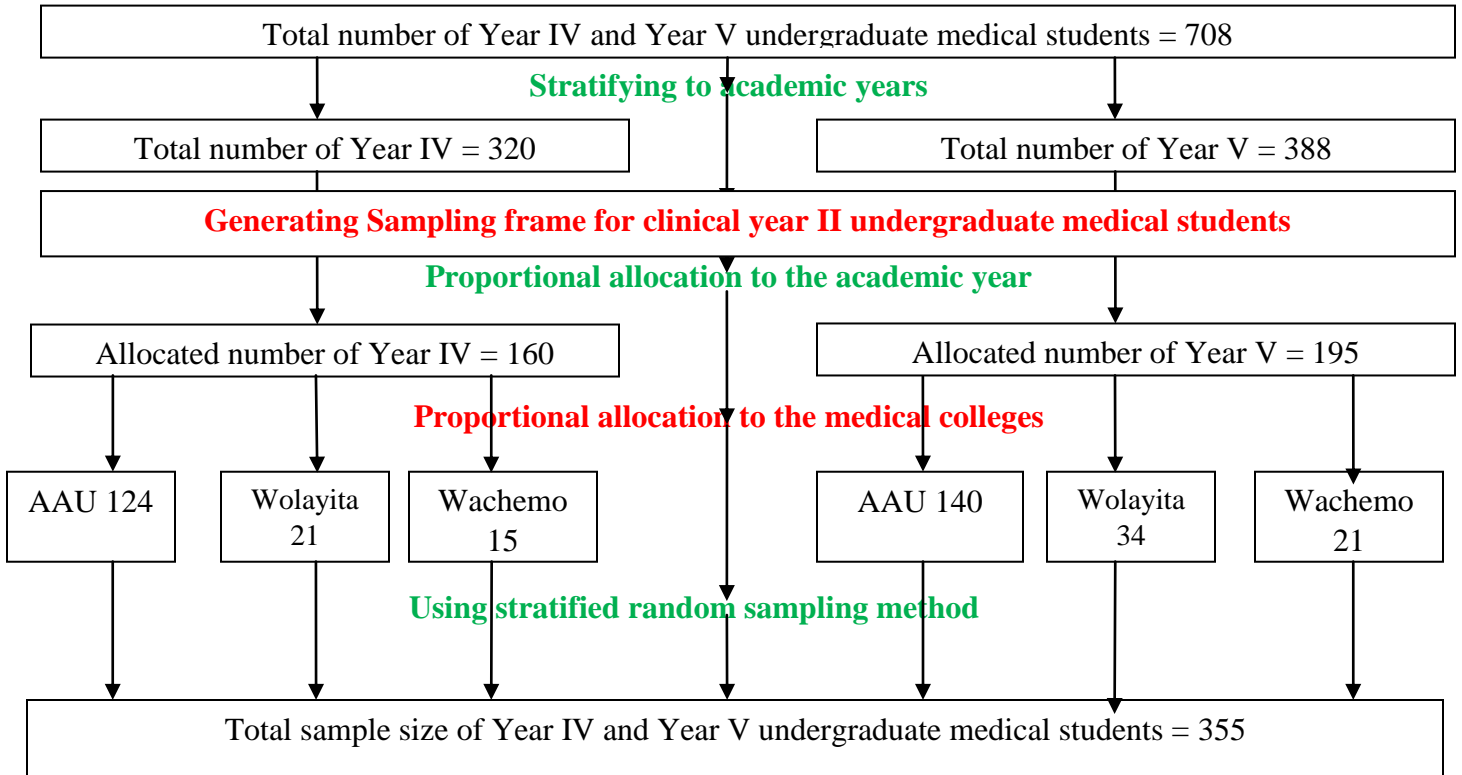 Total number of Year IV and Year V undergraduate medical students = 708
Stratifying to academic years
Total number of Year IV = 320
Total number of Year V = 388
Generating Sampling frame for clinical year II undergraduate medical students
Proportional allocation to the academic year
Allocated number of Year IV = 160
Allocated number of Year V = 195
Proportional allocation to the medical colleges
AAU 124
Wolayita
21
Wachemo
15
AAU 140
Wolayita
34
Wachemo
21
Using stratified random sampling method
Total sample size of Year IV and Year V undergraduate medical students = 355